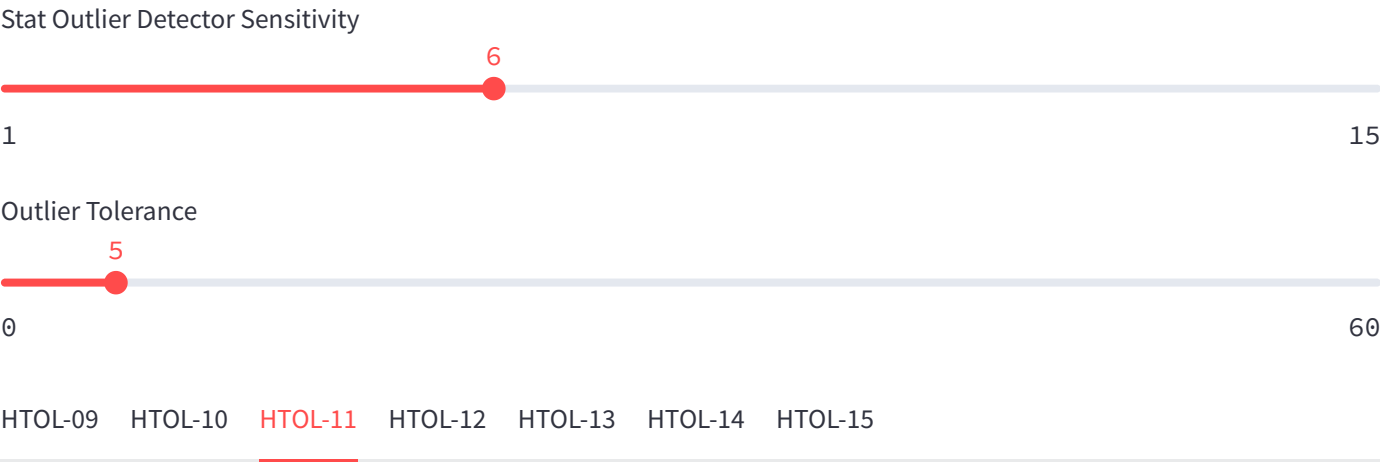 Stat Outlier Detector Sensitivity
6
1 15
Outlier Tolerance
5
0 60
HTOL-09 HTOL-10 HTOL-11 HTOL-12 HTOL-13 HTOL-14 HTOL-15